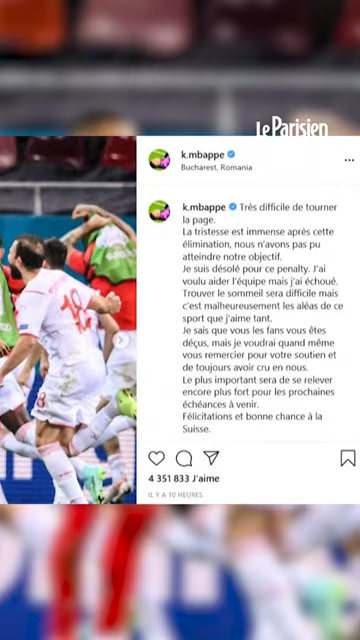 Le Parisien
k.mbappe
Bucharest, Romania
k.mbappe Très difficile de tourner
la page.
La tristesse est immense après cette
élimination, nous n'avons pas pu
atteindre notre objectif.
Je suis désolé pour ce penalty. J'ai
voulu aider l'équipe mais j'ai échoué.
Trouver le sommeil sera difficile mais
c'est malheureusement les aléas de ce
sport que j'aime tant.
Je sais que vous les fans vous êtes
déçus, mais je voudrai quand même
vous remercier pour votre soutien et
de toujours avoir cru en nous.
Le plus important sera de se relever
encore plus fort pour les prochaines
échéances à venir.
Félicitations et bonne chance à la
Suisse.
4 351 833 J'aime
IL Y A 10 HEURES